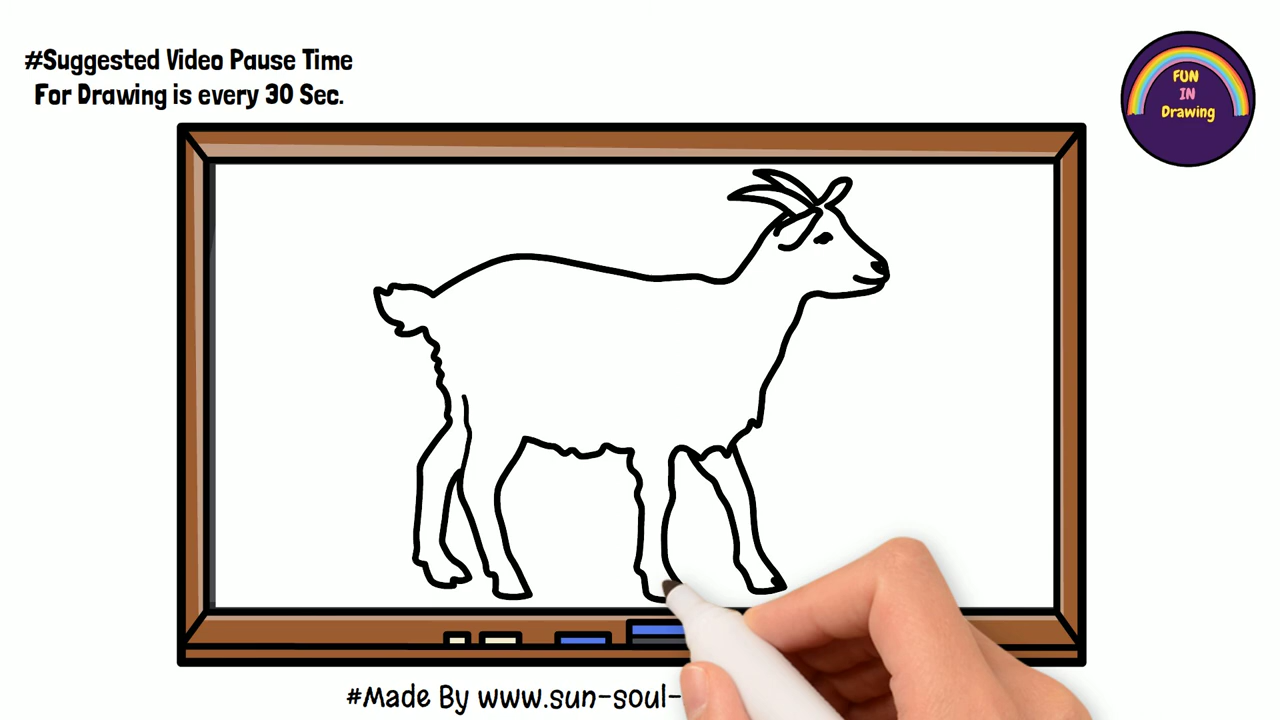 #Suggested Video Pause Time
For Drawing is every 30 Sec.
FUN
IN
Drawing
#Made By www.sun-soul-